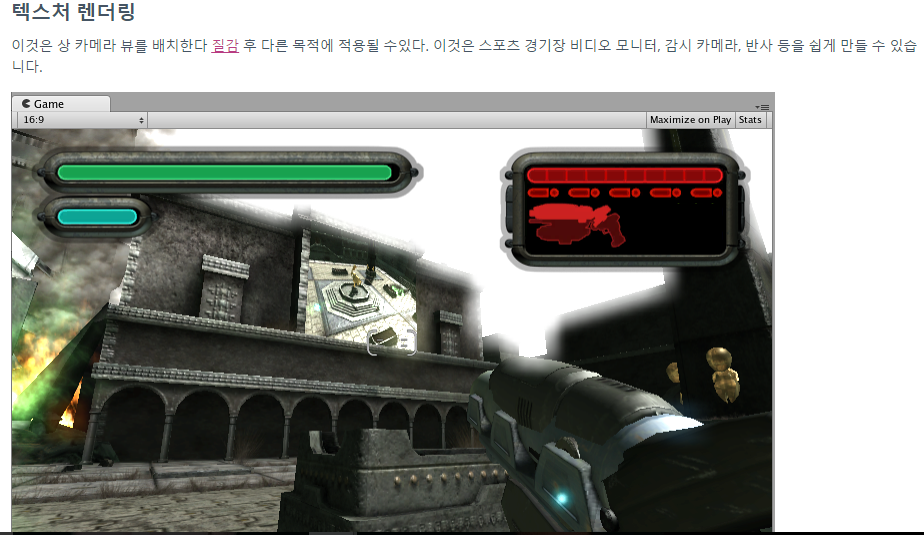 텍스처 렌더링
이것은 상 카메라 뷰를 배치한다 질감 후 다른 목적에 적용될 수있다. 이것은 스포츠 경기장 비디오 모니터, 감시 카메라, 반사 등을 쉽게 만들 수 있습
니다.
Game
16:9 Maximize on Play Stats